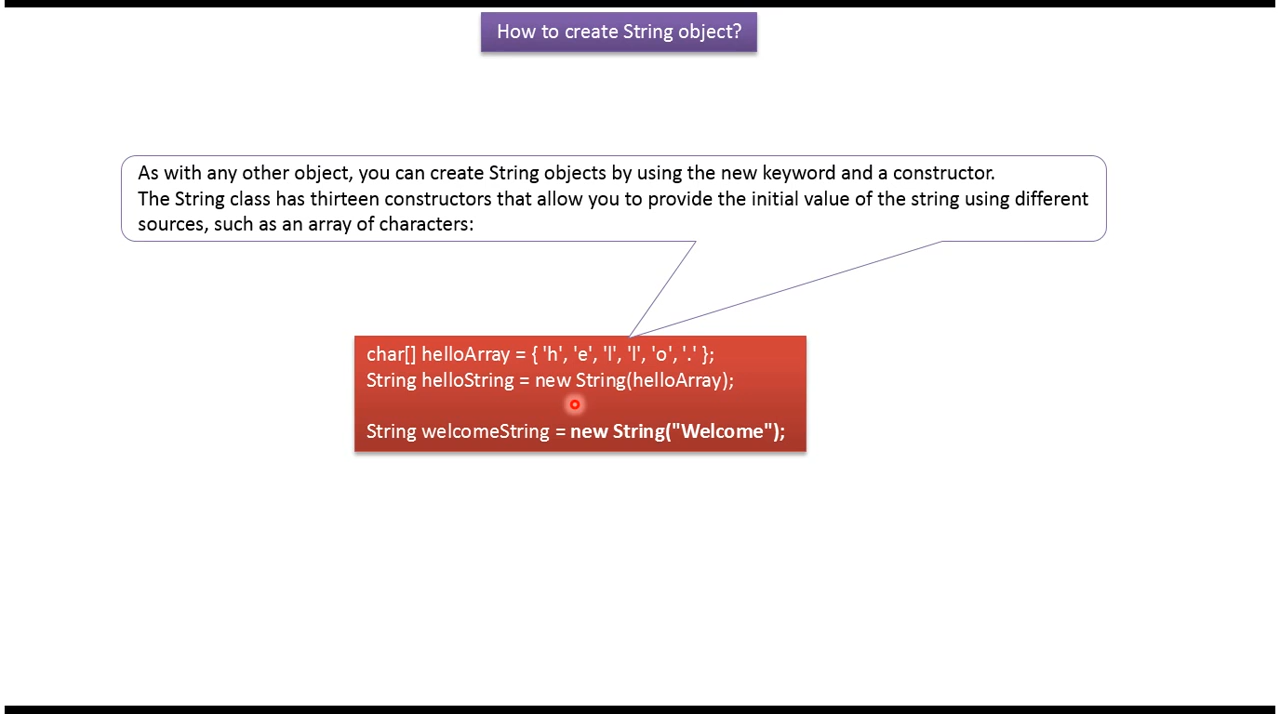 How to create String object?
As with any other object, you can create String objects by using the new keyword and a constructor.
The String class has thirteen constructors that allow you to provide the initial value of the string using different
sources, such as an array of characters:
char[] helloArray = { 'h', 'e', 'l', 'l', 'o', '.' };
String helloString = new String(helloArray);
String welcomeString = new String("Welcome");